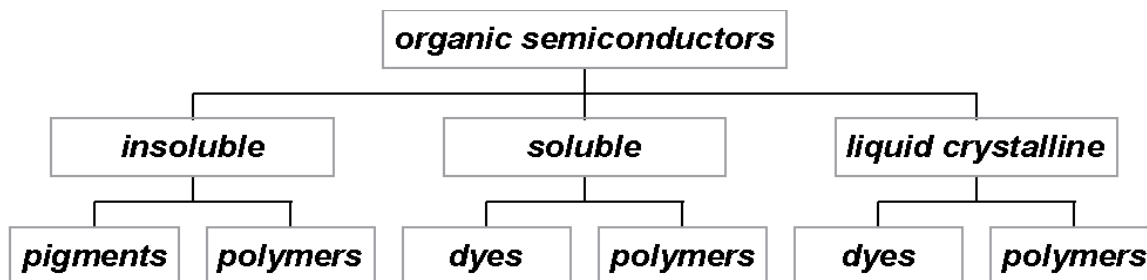 organic semiconductors
insoluble
soluble
liquid crystalline
pigments
polymers
dyes
polymers
dyes
polymers